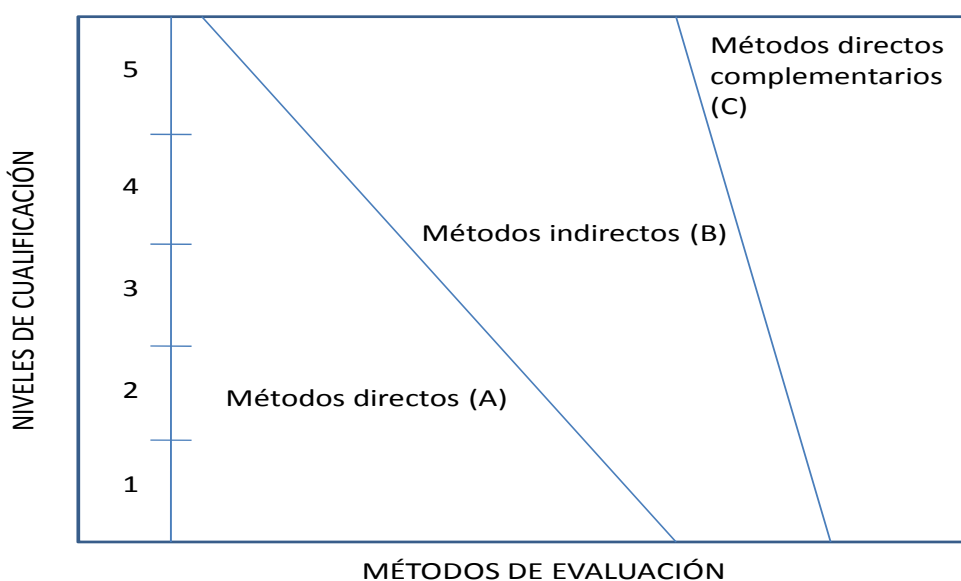 NIVELES DE CUALIFICACIÓN
5
4
3
2
1
Métodos directos
complementarios
(C)
Métodos indirectos (B)
Métodos directos (A)
MÉTODOS DE EVALUACIÓN